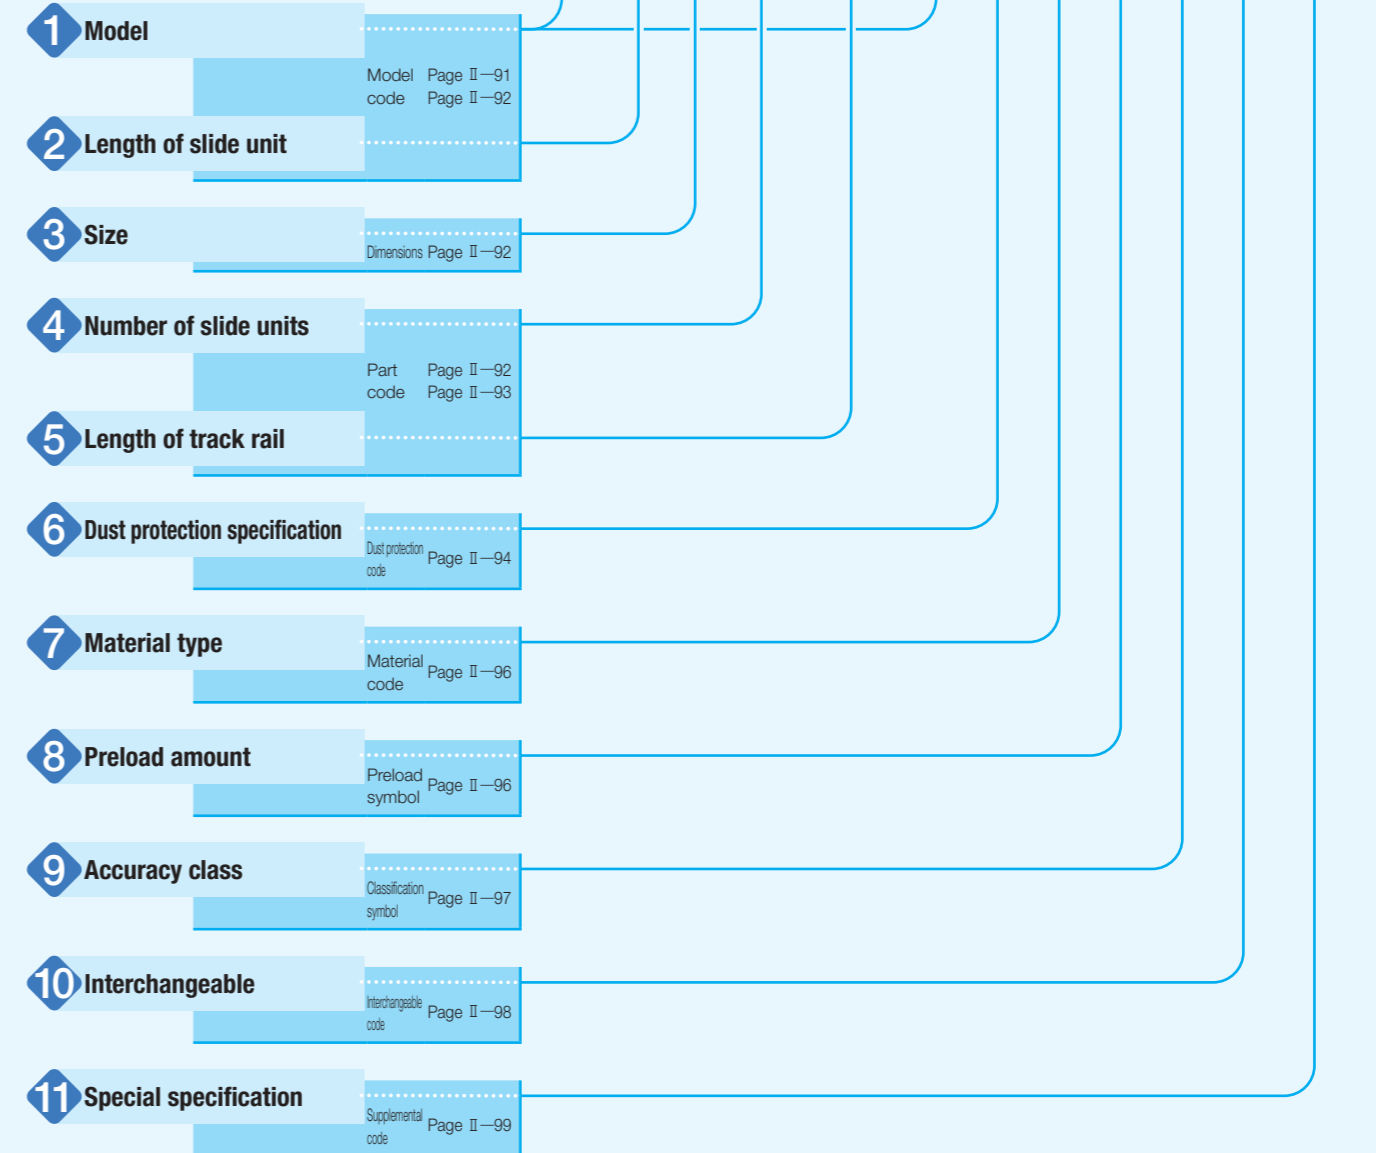 1 Model
Model Page Ⅱ—91
code Page Ⅱ—92
2 Length of slide unit
3 Size
Dimensions Page Ⅱ—92
4 Number of slide units
Part Page Ⅱ—92
code Page Ⅱ—93
5 Length of track rail
6 Dust protection specification
Dust protection
code
Page Ⅱ—94
7 Material type
Material
code
Page Ⅱ—96
8 Preload amount
Preload
symbol
Page Ⅱ—96
9 Accuracy class
Classification
symbol
Page Ⅱ—97
10 Interchangeable
Interchangeable
code
Page Ⅱ—98
11 Special specification
Supplemental
code
Page Ⅱ—99